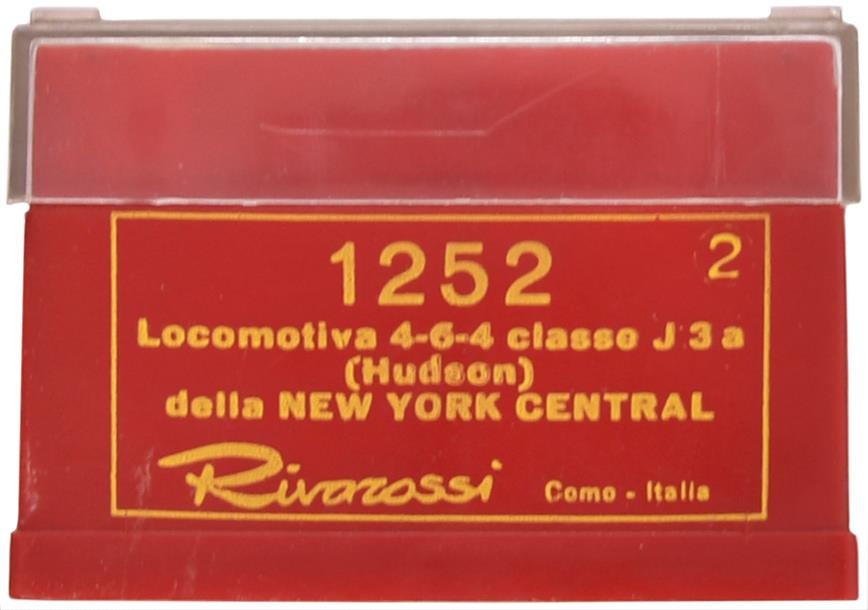 1252
2
Locomotiva 4-6-4 classe J 3 a
(Hudson)
della NEW YORK CENTRAL
Rivarossi
Como - Italia